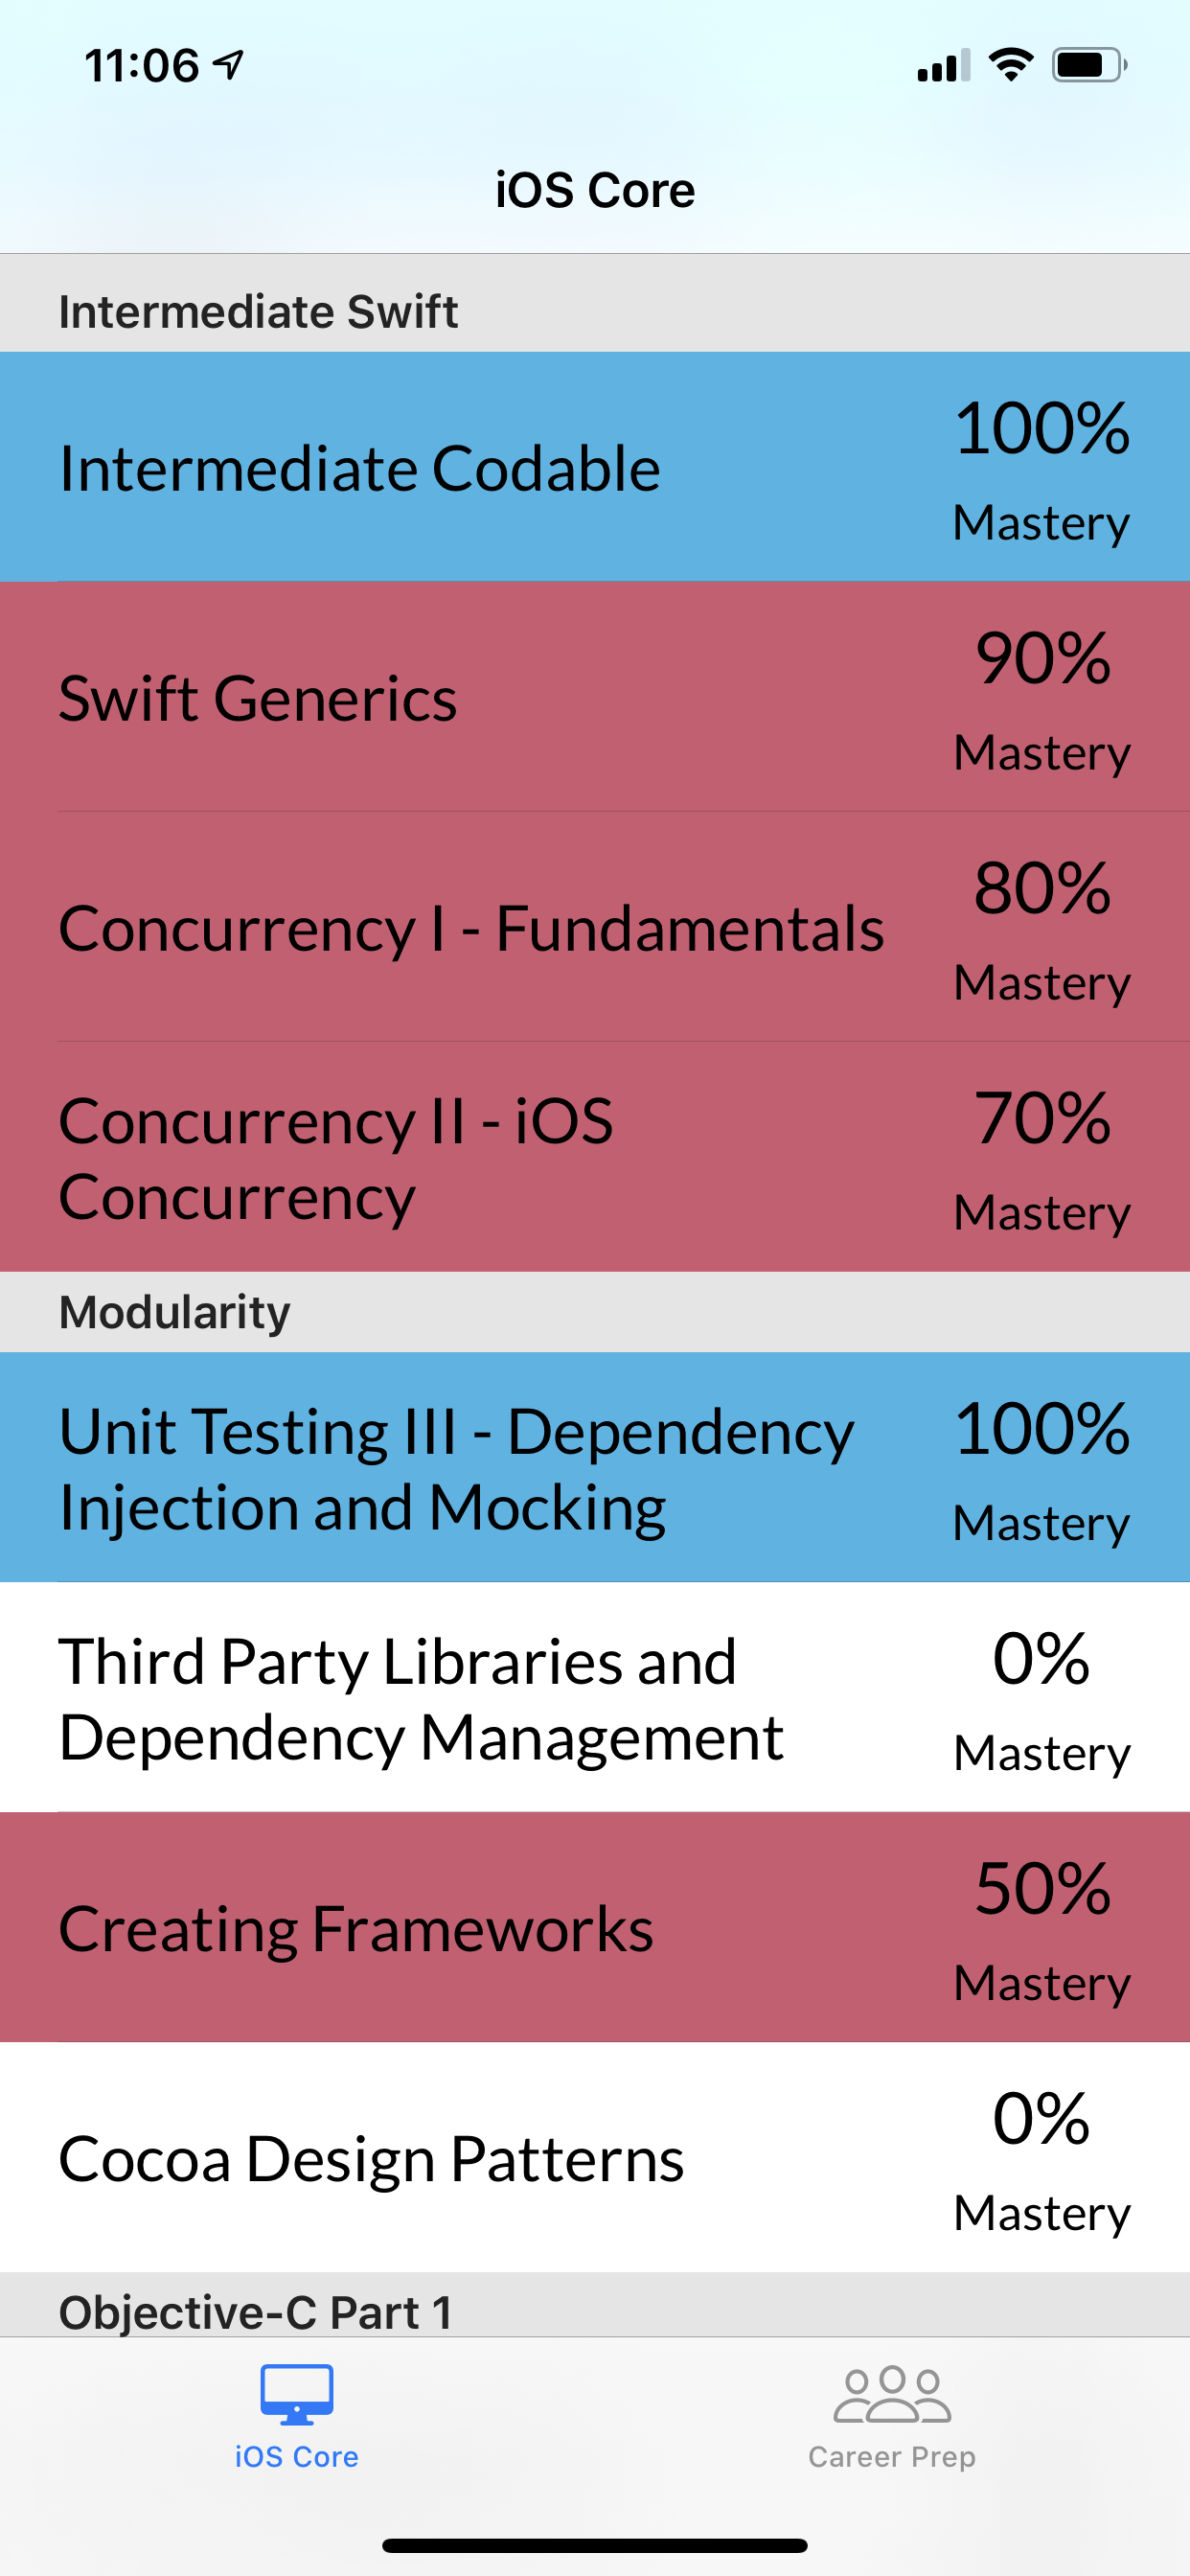 11:06
iOS Core
Intermediate Swift
Intermediate Codable
100%
Mastery
Swift Generics
90%
Mastery
Concurrency I - Fundamentals
80%
Mastery
Concurrency II - iOS
Concurrency
70%
Mastery
Modularity
Unit Testing III - Dependency
Injection and Mocking
100%
Mastery
Third Party Libraries and
Dependency Management
0%
Mastery
Creating Frameworks
50%
Mastery
Cocoa Design Patterns
0%
Mastery
Objective-C Part 1
iOS Core
Career Prep